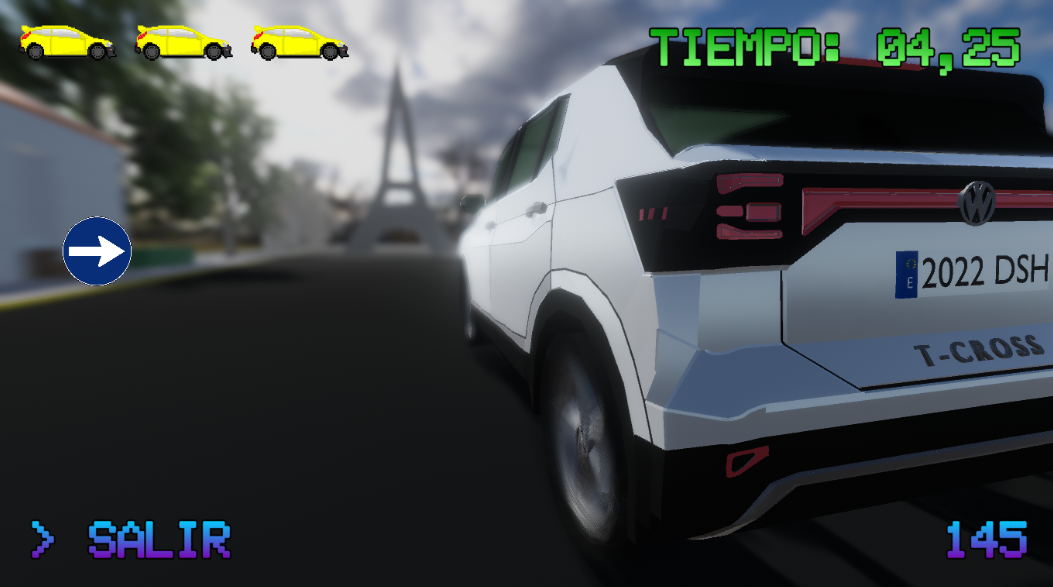 TIEMPO: 04,25
W
E
2022 DSH
T-CROSS
> SALIR
145